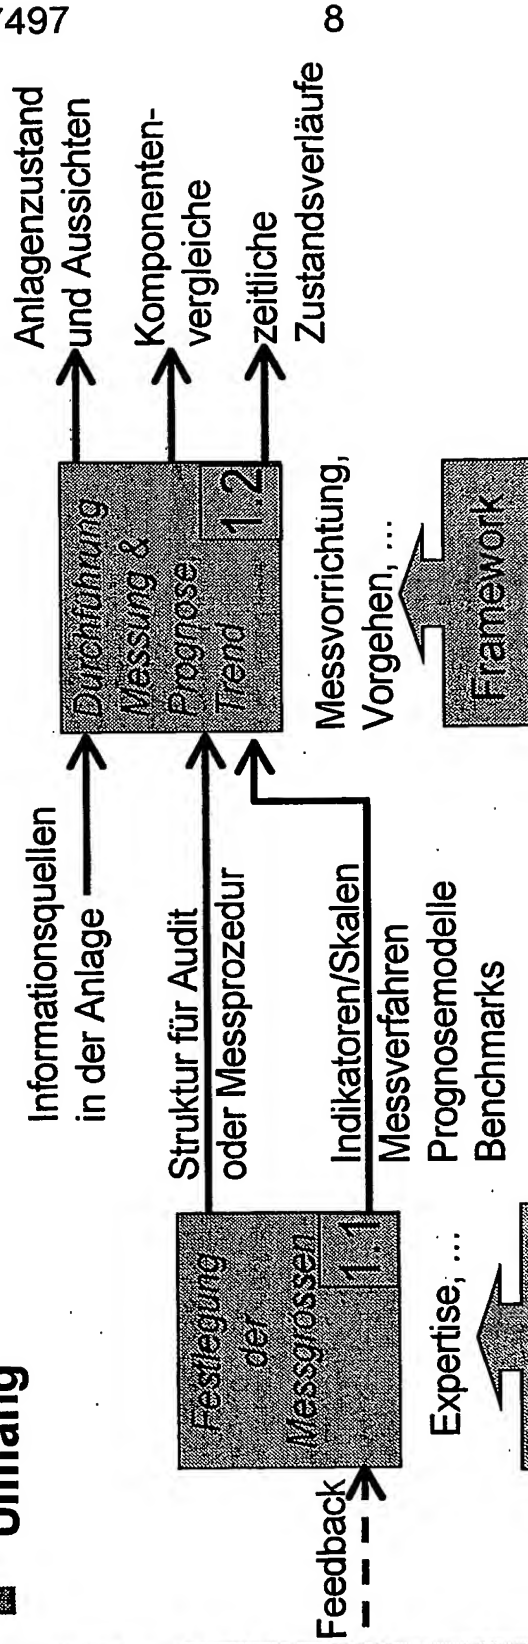 7497
8
Umfang
Feedback
Festlegung
der
Messgrössen
1.1
Expertise, ...
Informationsquellen
in der Anlage
Struktur für Audit
oder Messprozedur
Indikatoren/Skalen
Messverfahren
Prognosemodelle
Benchmarks
Durchführung
Messung &
Prognose,
Trend
1.2
Messvorrichtung,
Vorgehen, ...
Framework
Anlagenzustand
und Aussichten
Komponenten-
vergleiche
zeitliche
Zustandsverläufe